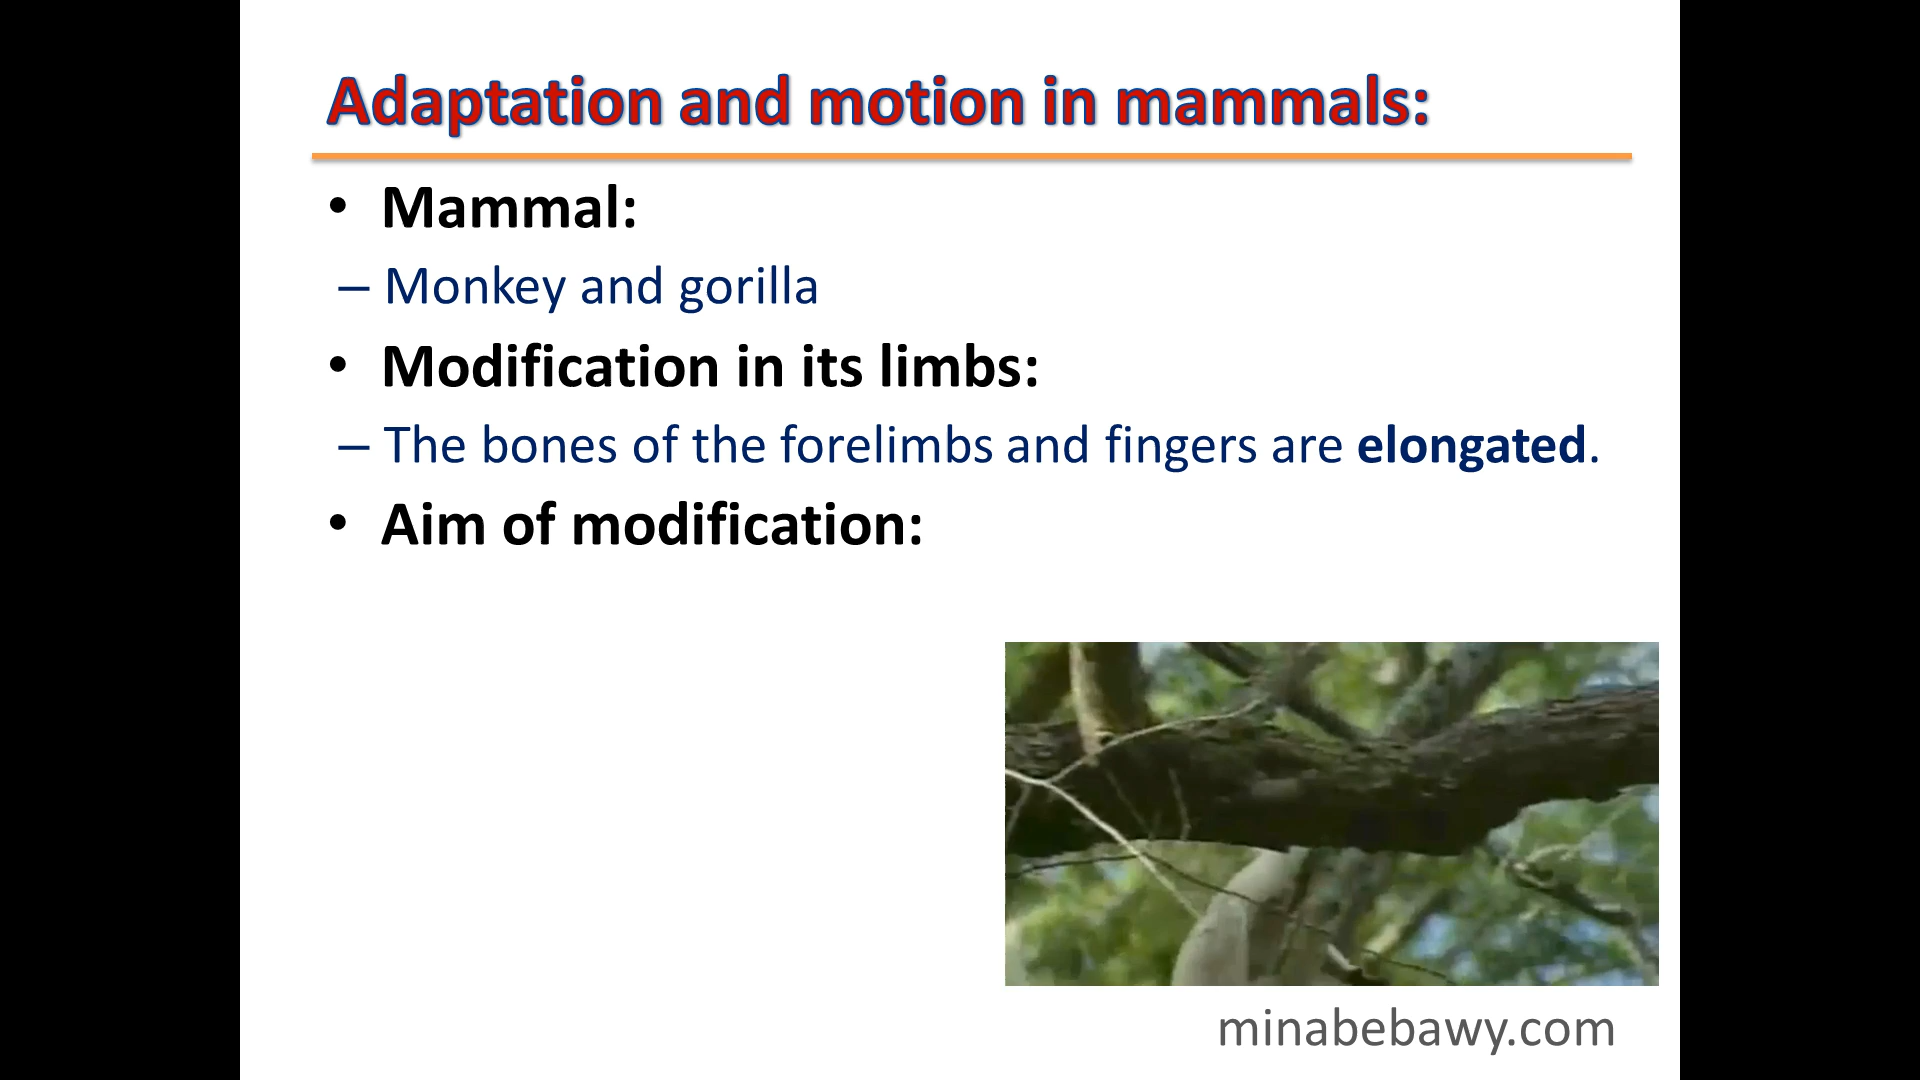 Adaptation and motion in mammals:
• Mammal:
– Monkey and gorilla
• Modification in its limbs:
– The bones of the forelimbs and fingers are elongated.
• Aim of modification:
minabebawy.com